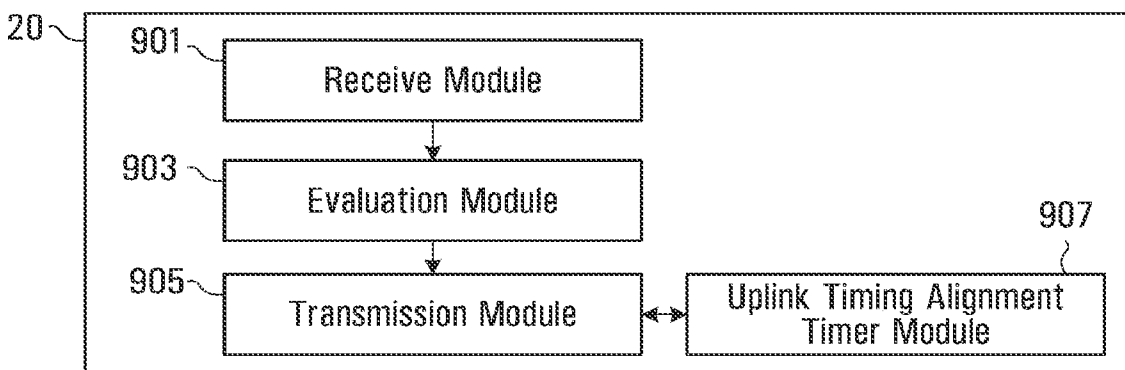 20
901
Receive Module
903
Evaluation Module
907
905
Transmission Module
Uplink Timing Alignment
Timer Module